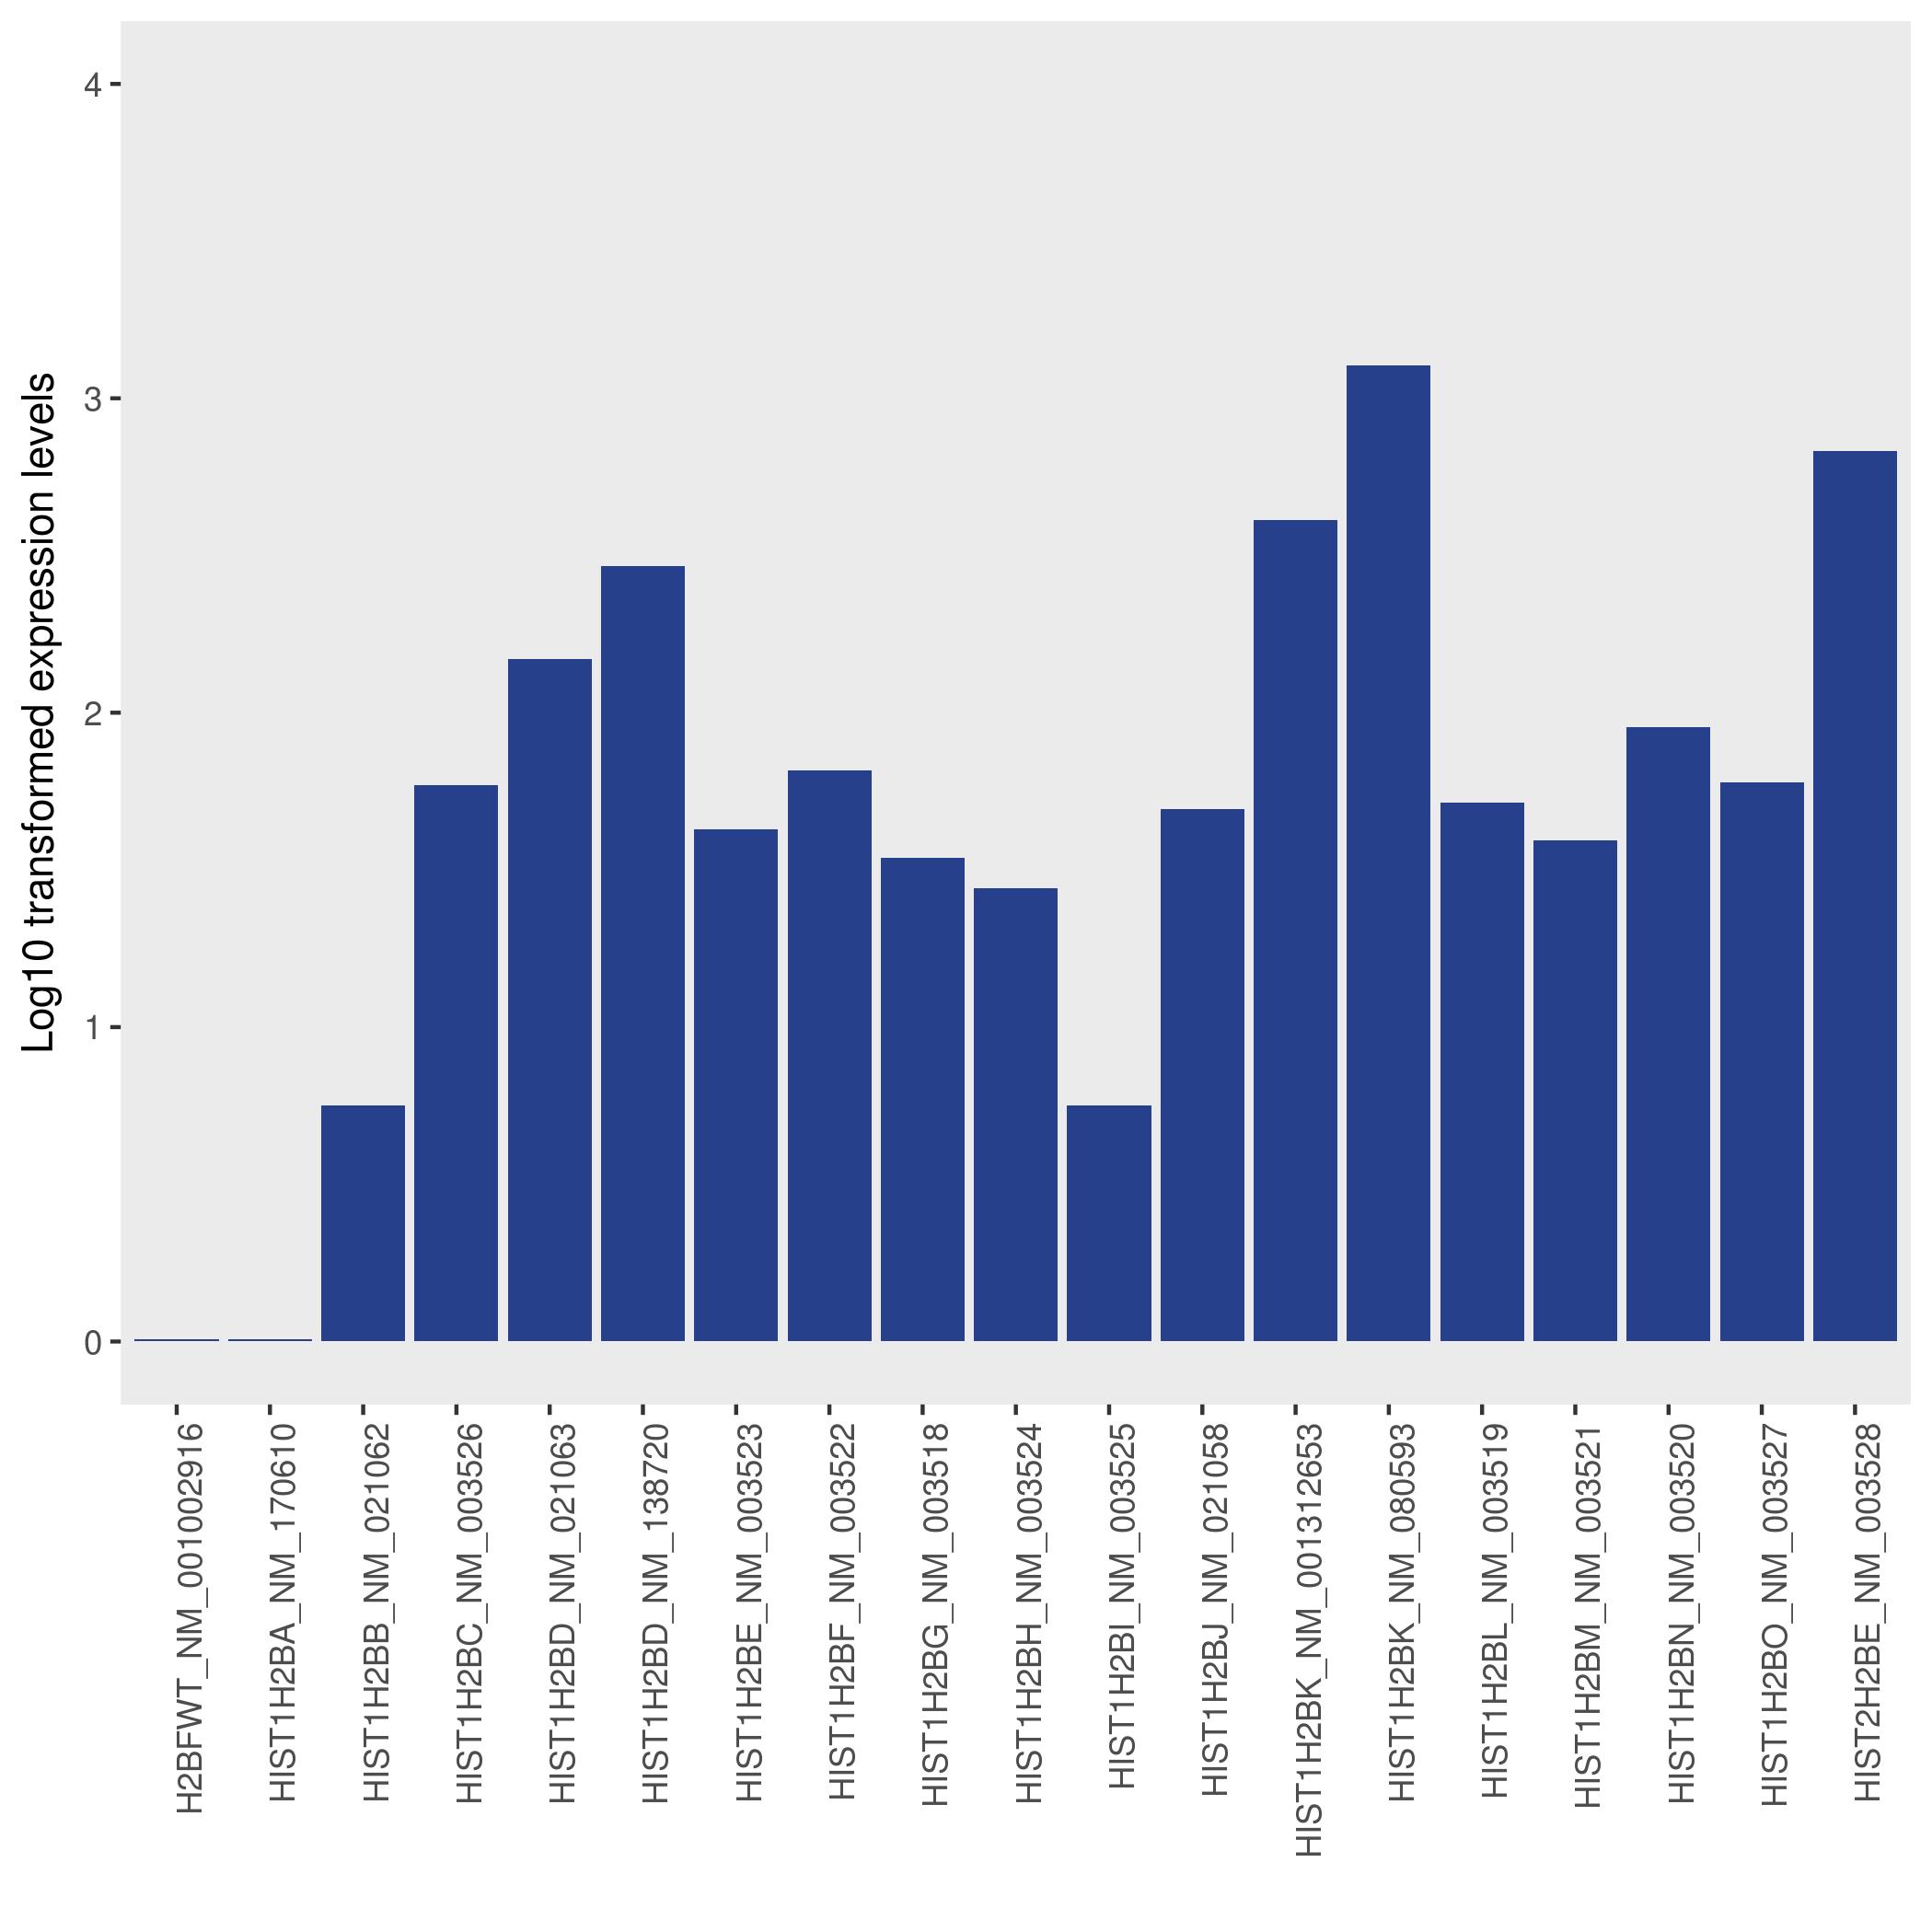 Log10 transformed expression levels
4
3
2
1
0
H2BFWT_NM_001002916
HIST1H2BA_NM_170610
HIST1H2BB_NM_021062
HIST1H2BC_NM_003526
HIST1H2BD_NM_021063
HIST1H2BD_NM_138720
HIST1H2BE_NM_003523
HIST1H2BF_NM_003522
HIST1H2BG_NM_003518
HIST1H2BH_NM_003524
HIST1H2BI_NM_003525
HIST1H2BJ_NM_021058
HIST1H2BK_NM_001312653
HIST1H2BK_NM_080593
HIST1H2BL_NM_003519
HIST1H2BM_NM_003521
HIST1H2BN_NM_003520
HIST1H2BO_NM_003527
HIST2H2BE_NM_003528